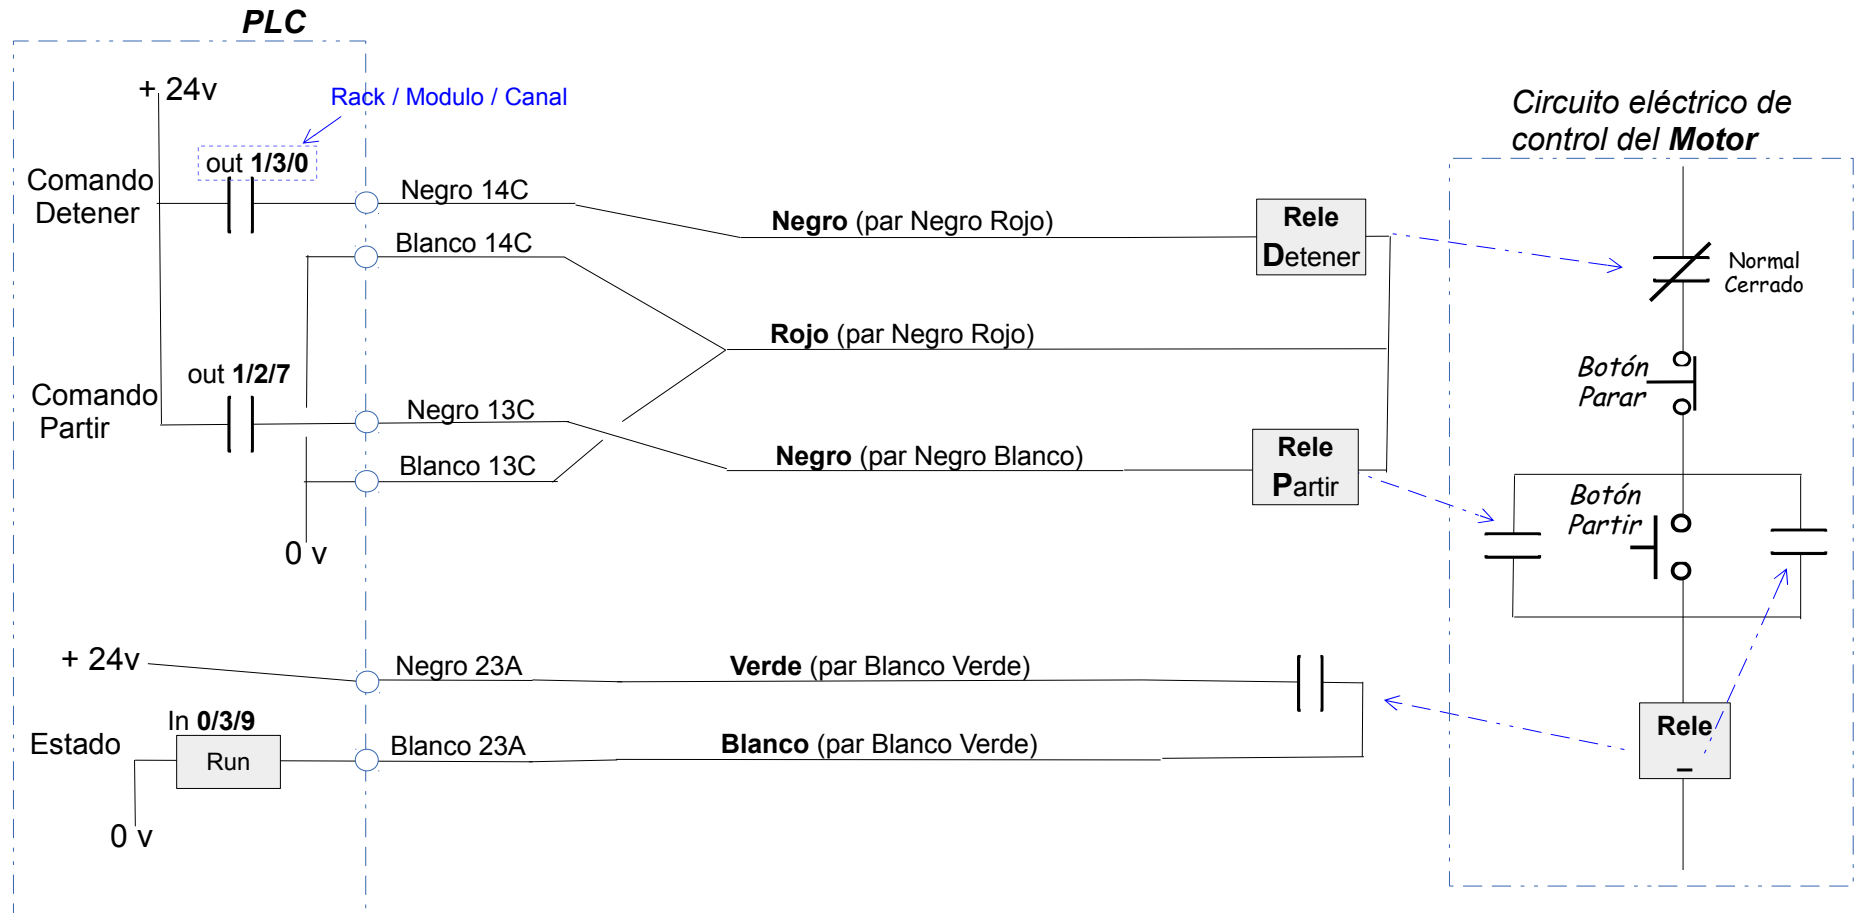 PLC
+ 24v
Rack / Modulo / Canal
out 1/3/0
Comando
Detener
Negro 14C
Blanco 14C
Negro (par Negro Rojo)
Rele
Detener
Rojo (par Negro Rojo)
out 1/2/7
Comando
Partir
Negro 13C
Blanco 13C
Negro (par Negro Blanco)
Rele
Partir
0 v
+ 24v
Negro 23A
Verde (par Blanco Verde)
In 0/3/9
Estado
Run
Blanco 23A
Blanco (par Blanco Verde)
0 v
Circuito eléctrico de
control del Motor
Normal
Cerrado
Botón
Parar
Botón
Partir
Rele
_